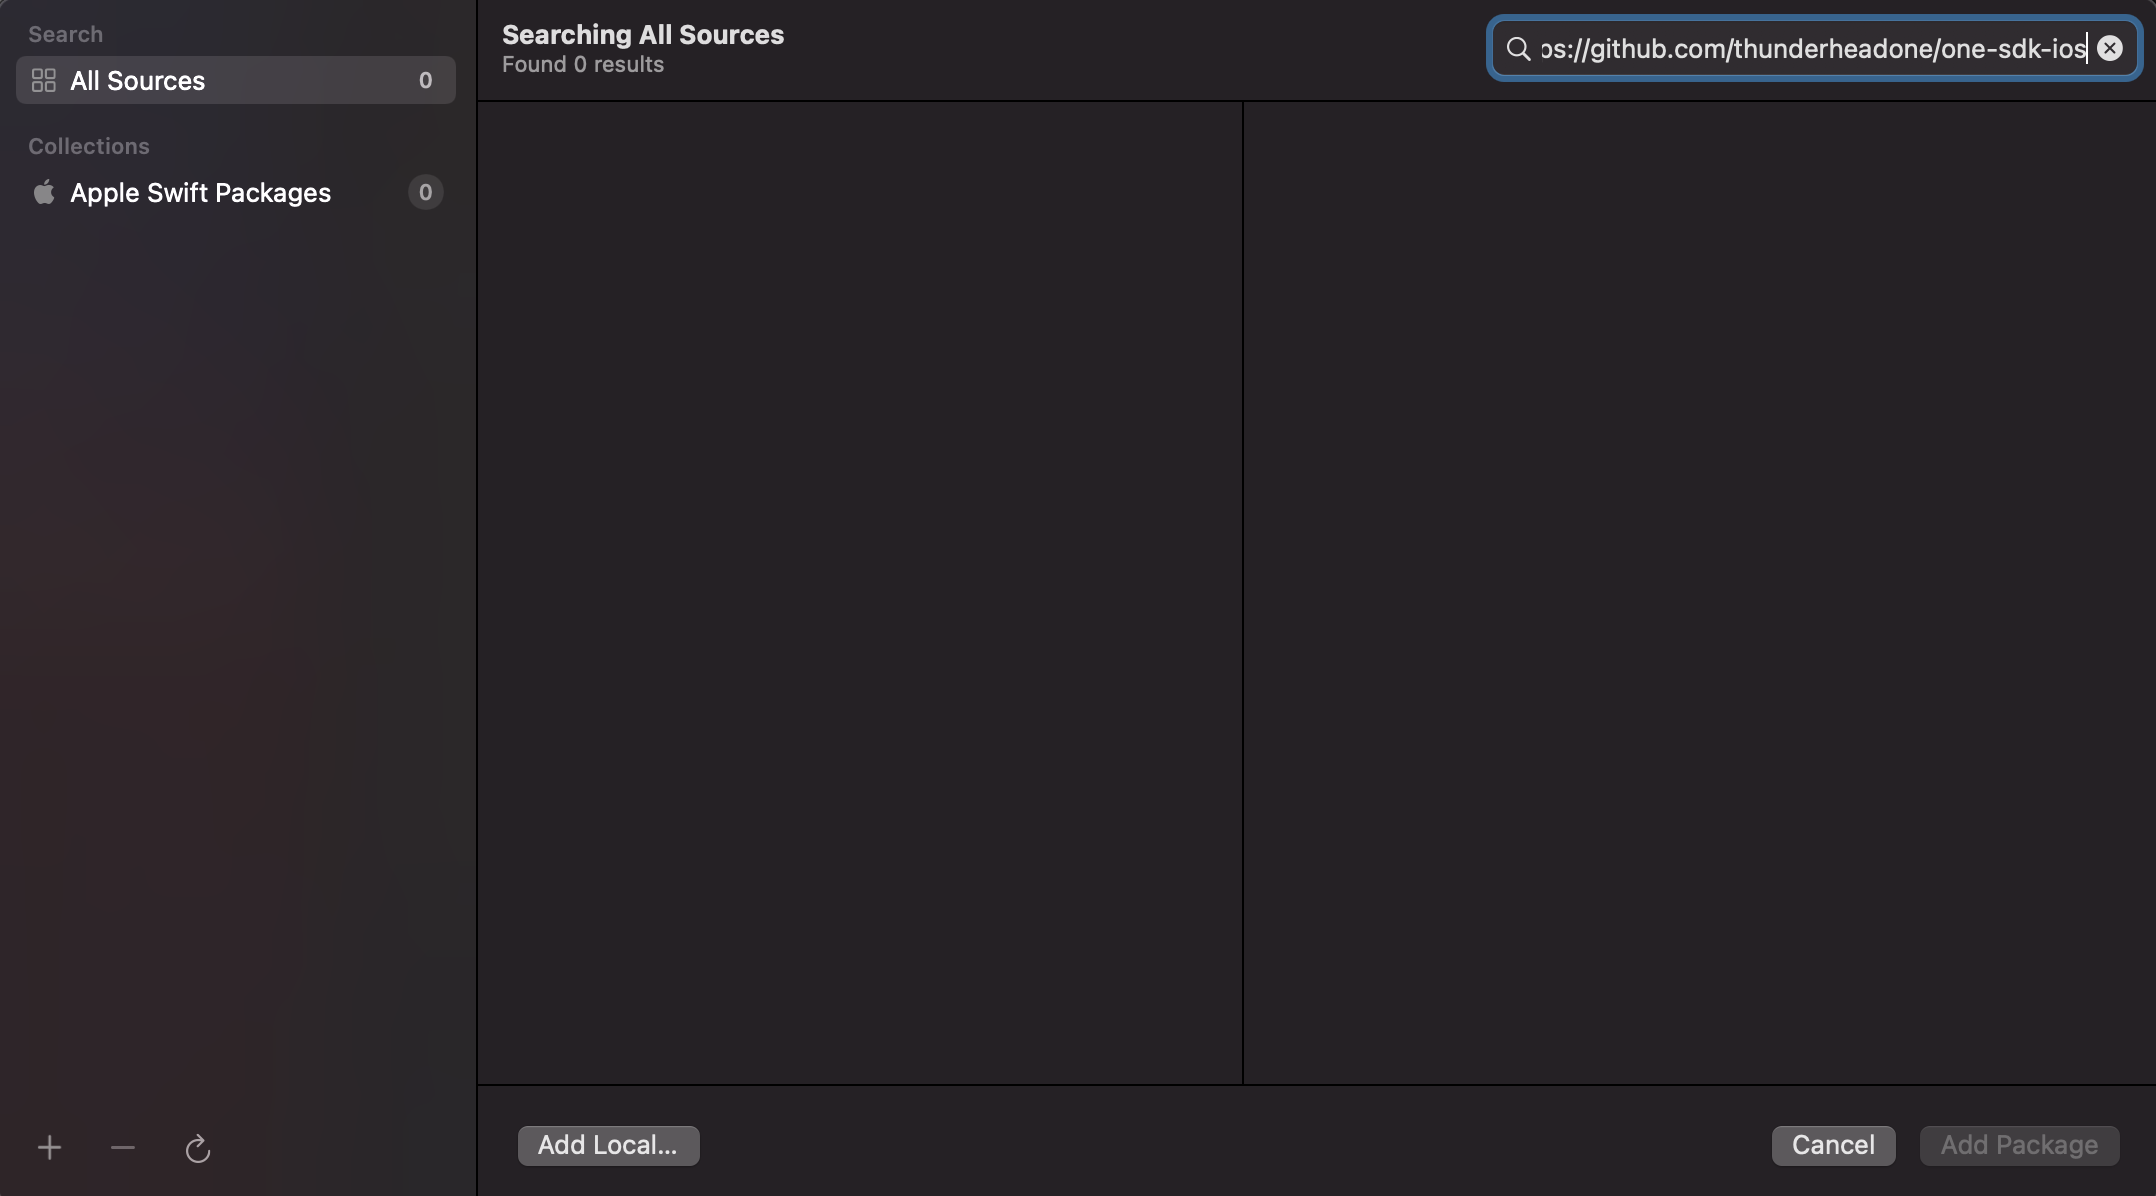 Search
All Sources 0
Collections
Apple Swift Packages 0
Searching All Sources
Found 0 results
os://github.com/thunderheadone/one-sdk-ios
Add Local...
Cancel
Add Package